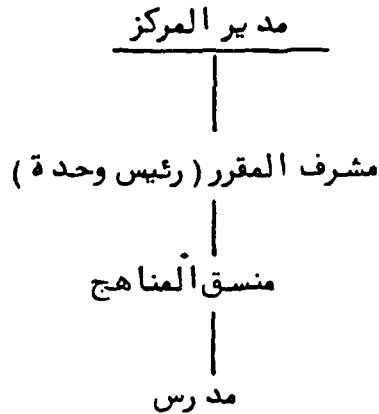 مدير المركز
مشرف المقرر (رئيس وحدة)
منسق المناهج
مدرس